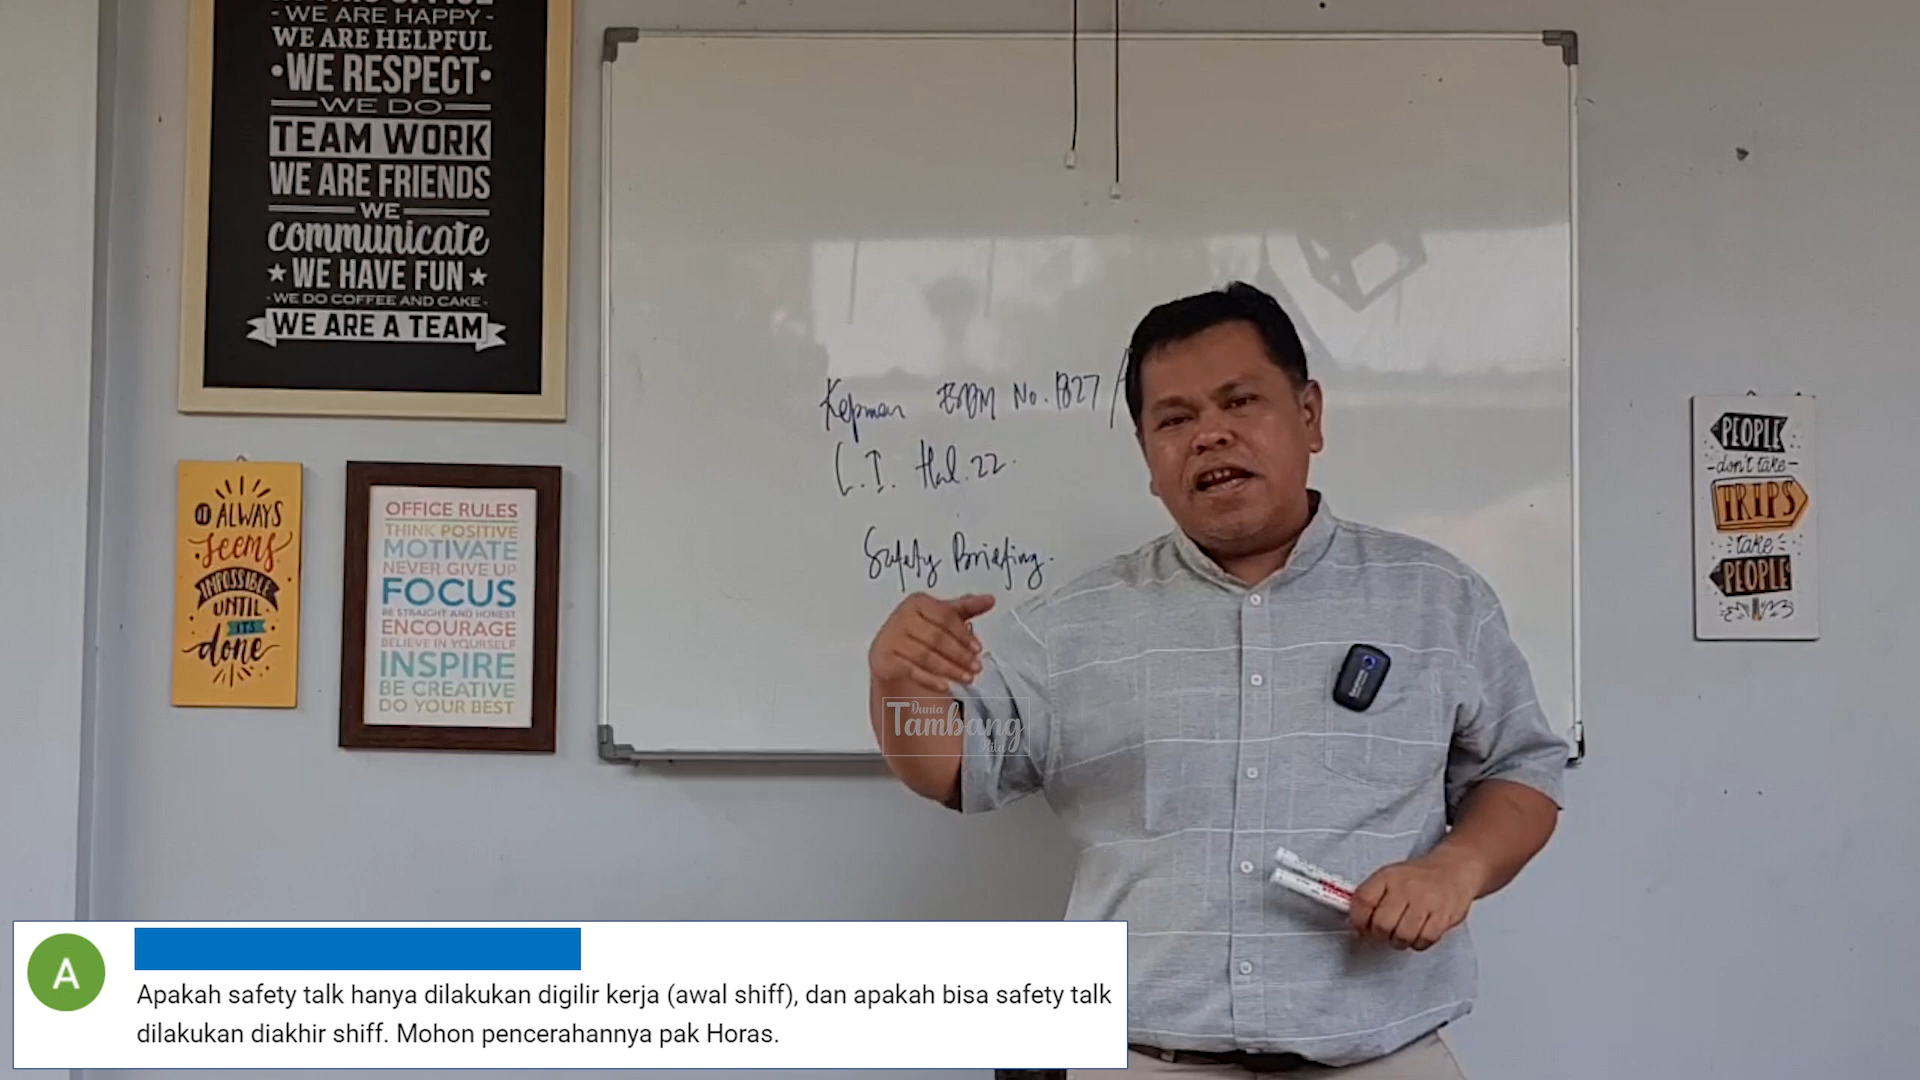 - WE ARE HAPPY -
WE ARE HELPFUL
•WE RESPECT•
WE DO
TEAM WORK
WE ARE FRIENDS
WE
communicate
★ WE HAVE FUN ★
- WE DO COFFEE AND CAKE -
WE ARE A TEAM
IT ALWAYS
seems
IMPOSSIBLE
UNTIL
IT'S
done
OFFICE RULES
THINK POSITIVE
MOTIVATE
NEVER GIVE UP
FOCUS
BE STRAIGHT AND HONEST
ENCOURAGE
BELIEVE IN YOURSELF
INSPIRE
BE CREATIVE
DO YOUR BEST
Kepmen ESDM No. 1827 /
L.I. Hal. 22.
Safety Briefing.
PEOPLE
- don't take -
TRIPS
take
PEOPLE
Dunia
Tambang
Kita
A
Apakah safety talk hanya dilakukan digilir kerja (awal shiff), dan apakah bisa safety talk
dilakukan diakhir shiff. Mohon pencerahannya pak Horas.